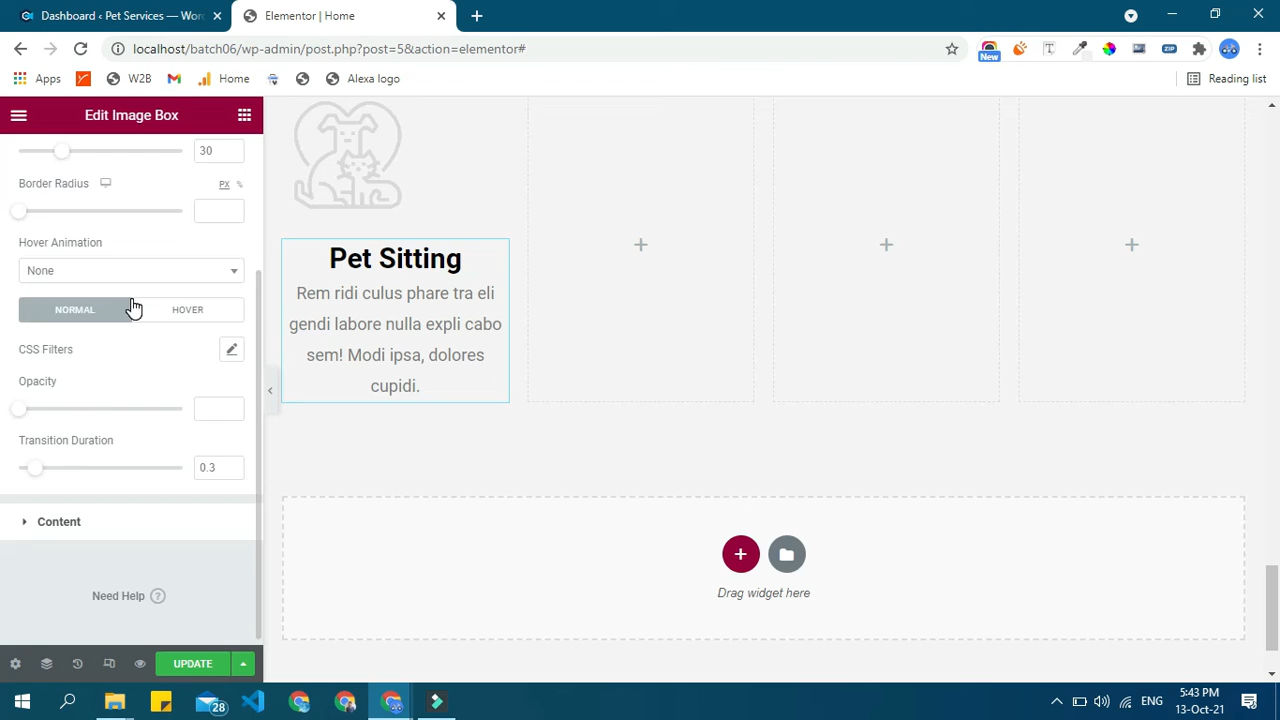 Dashboard ‹ Pet Services — Wor
Elementor | Home
localhost/batch06/wp-admin/post.php?post=5&action=elementor#
New
ZIP
Apps
W2B
Home
Alexa logo
Reading list
Edit Image Box
30
Border Radius
PX %
Hover Animation
None
NORMAL
HOVER
CSS Filters
Opacity
Transition Duration
0.3
Content
Need Help ?
UPDATE
Pet Sitting
Rem ridi culus phare tra eli
gendi labore nulla expli cabo
sem! Modi ipsa, dolores
cupidi.
Drag widget here
28
ENG
5:43 PM
13-Oct-21